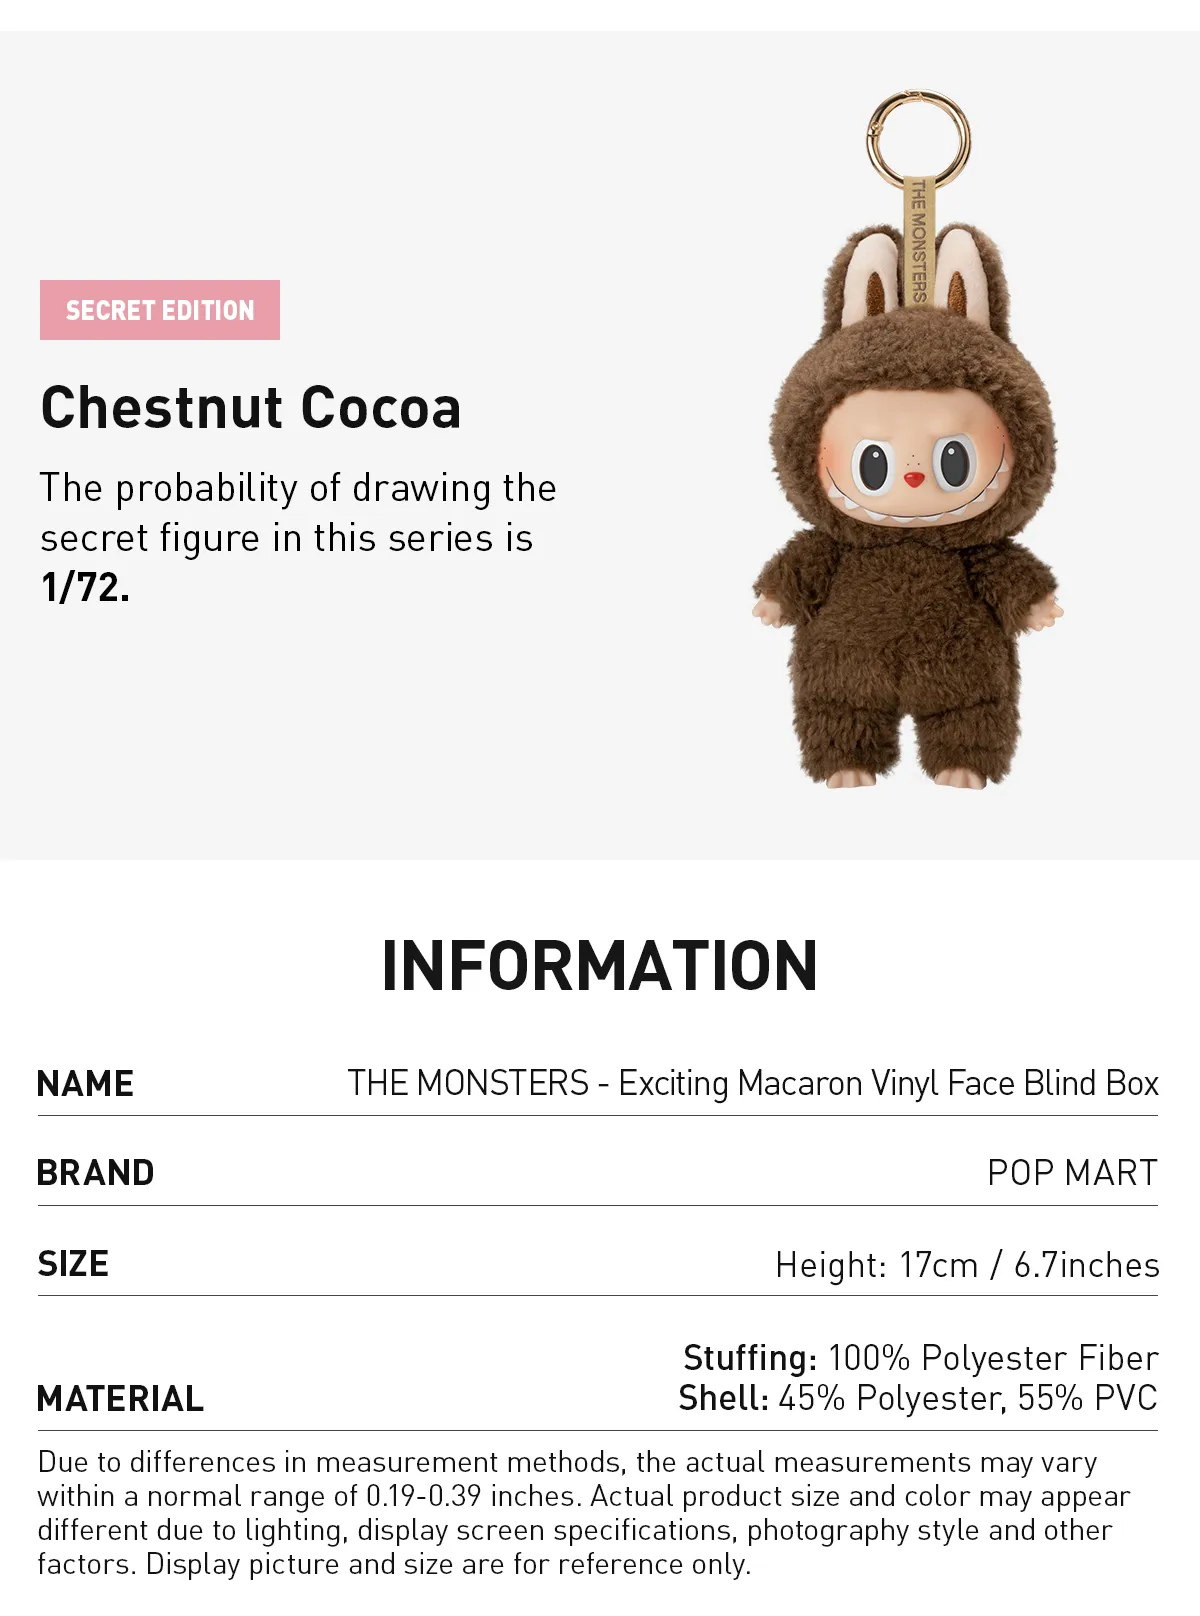 THE MONSTERS
SECRET EDITION
Chestnut Cocoa
The probability of drawing the
secret figure in this series is
1/72.
INFORMATION
NAME THE MONSTERS - Exciting Macaron Vinyl Face Blind Box
BRAND POP MART
SIZE Height: 17cm / 6.7inches
Stuffing: 100% Polyester Fiber
MATERIAL Shell: 45% Polyester, 55% PVC
Due to differences in measurement methods, the actual measurements may vary
within a normal range of 0.19-0.39 inches. Actual product size and color may appear
different due to lighting, display screen specifications, photography style and other
factors. Display picture and size are for reference only.